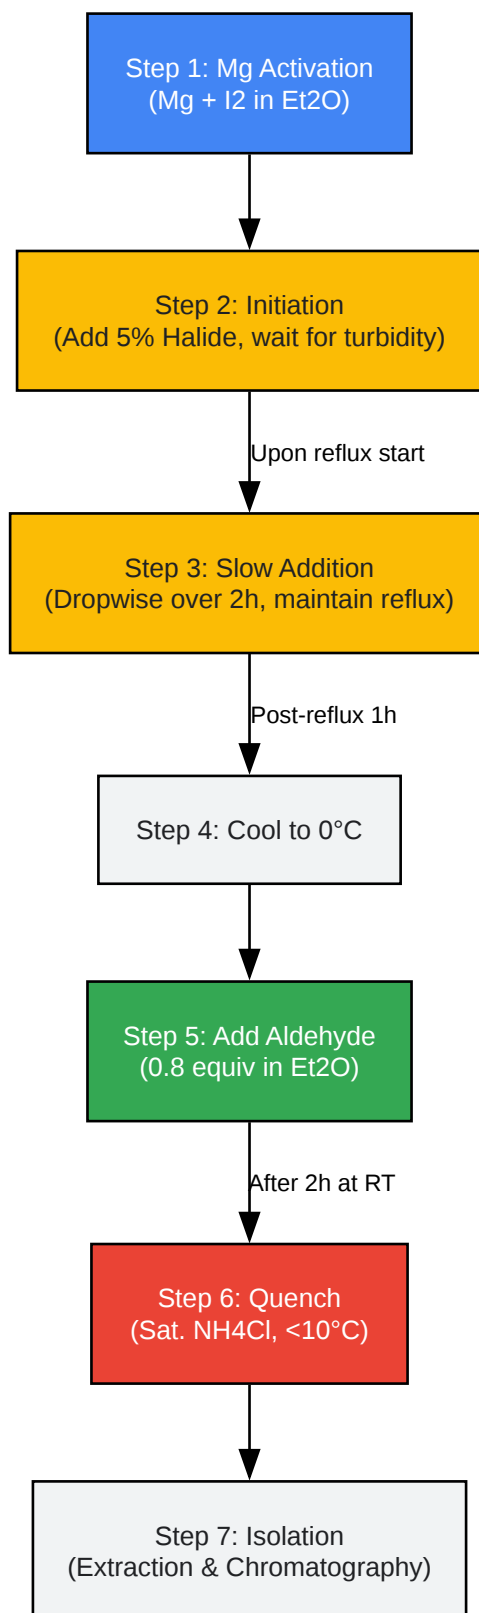 Step 1: Mg Activation
(Mg + I2 in Et2O)
Step 2: Initiation
(Add 5% Halide, wait for turbidity)
Upon reflux start
Step 3: Slow Addition
(Dropwise over 2h, maintain reflux)
Post-reflux 1h
Step 4: Cool to 0°C
Step 5: Add Aldehyde
(0.8 equiv in Et2O)
After 2h at RT
Step 6: Quench
(Sat. NH4Cl, <10°C)
Step 7: Isolation
(Extraction & Chromatography)